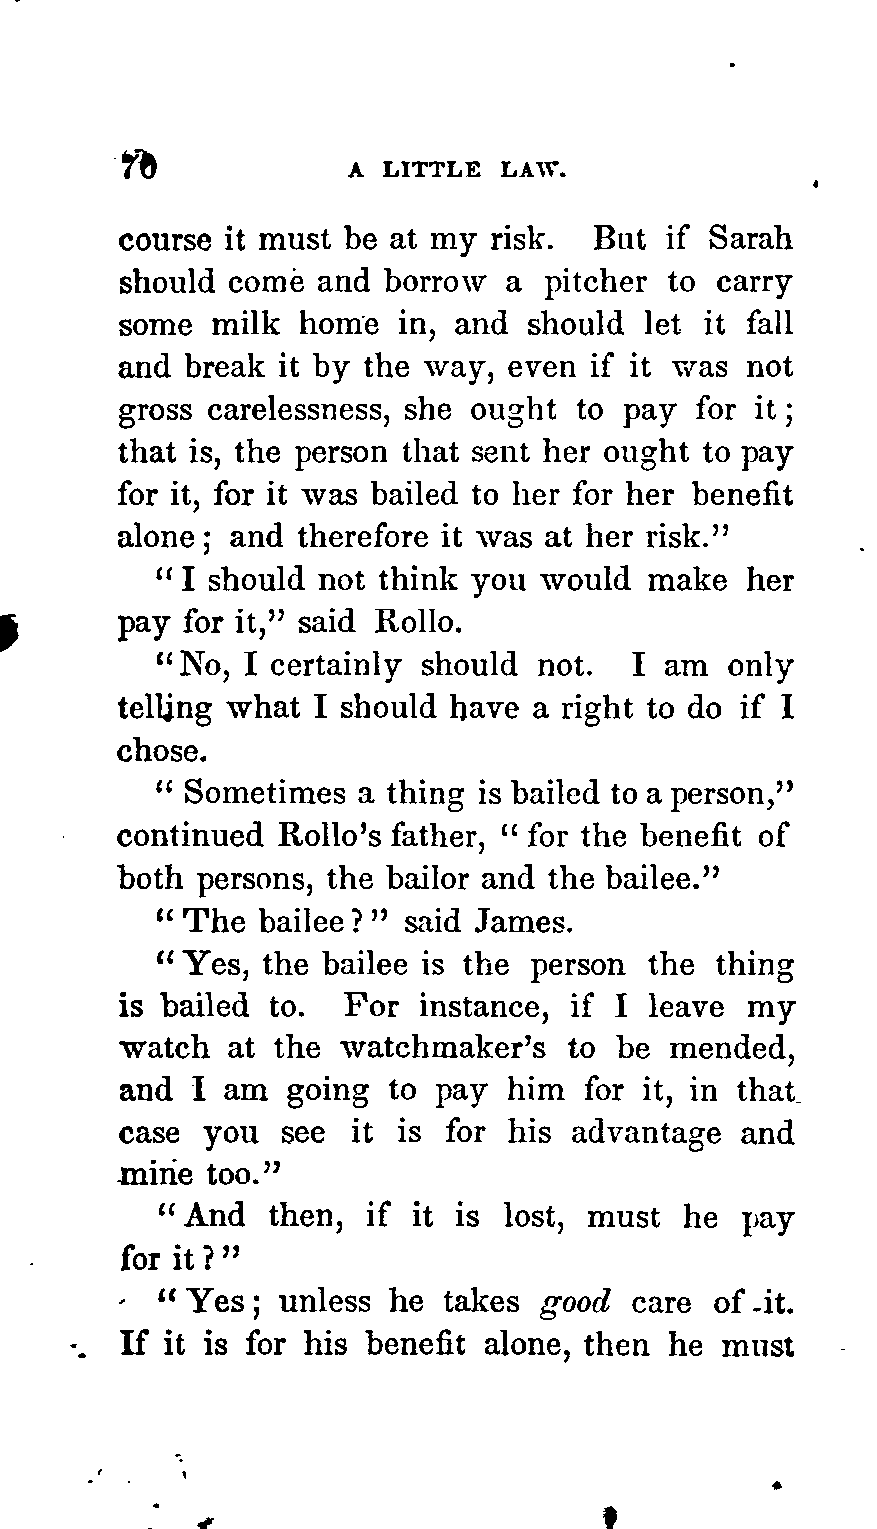 70 A LITTLE LAW.
course it must be at my risk. But if Sarah
should come and borrow a pitcher to carry
some milk home in, and should let it fall
and break it by the way, even if it was not
gross carelessness, she ought to pay for it;
that is, the person that sent her ought to pay
for it, for it was bailed to her for her benefit
alone; and therefore it was at her risk."
"I should not think you would make her
pay for it," said Rollo.
"No, I certainly should not. I am only
telling what I should have a right to do if I
chose.
"Sometimes a thing is bailed to a person,"
continued Rollo's father, "for the benefit of
both persons, the bailor and the bailee."
"The bailee?" said James.
"Yes, the bailee is the person the thing
is bailed to. For instance, if I leave my
watch at the watchmaker's to be mended,
and I am going to pay him for it, in that
case you see it is for his advantage and
mine too."
"And then, if it is lost, must he pay
for it?"
"Yes; unless he takes good care of it.
If it is for his benefit alone, then he must